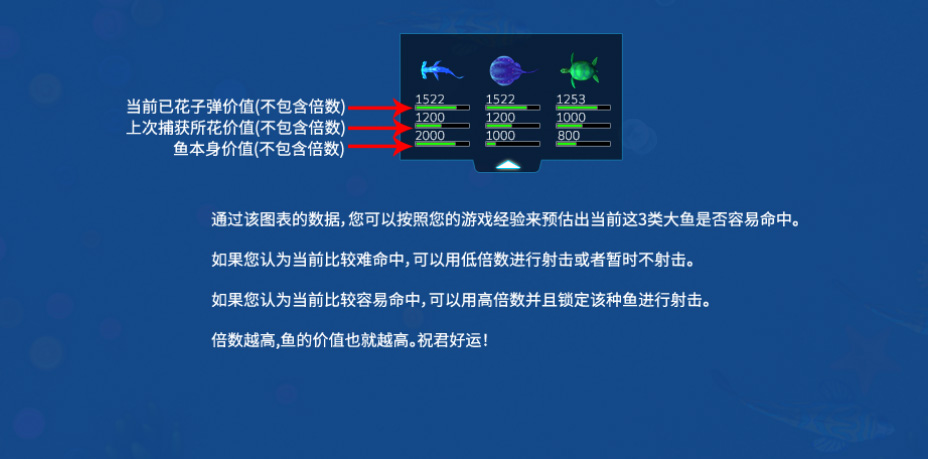 1522 1522 1253
当前已花子弹价值(不包含倍数)
1200 1200 1000
上次捕获所花价值(不包含倍数)
2000 1000 800
鱼本身价值(不包含倍数)
通过该图表的数据,您可以按照您的游戏经验来预估出当前这3类大鱼是否容易命中。
如果您认为当前比较难命中,可以用低倍数进行射击或者暂时不射击。
如果您认为当前比较容易命中,可以用高倍数并且锁定该种鱼进行射击。
倍数越高,鱼的价值也就越高。祝君好运!